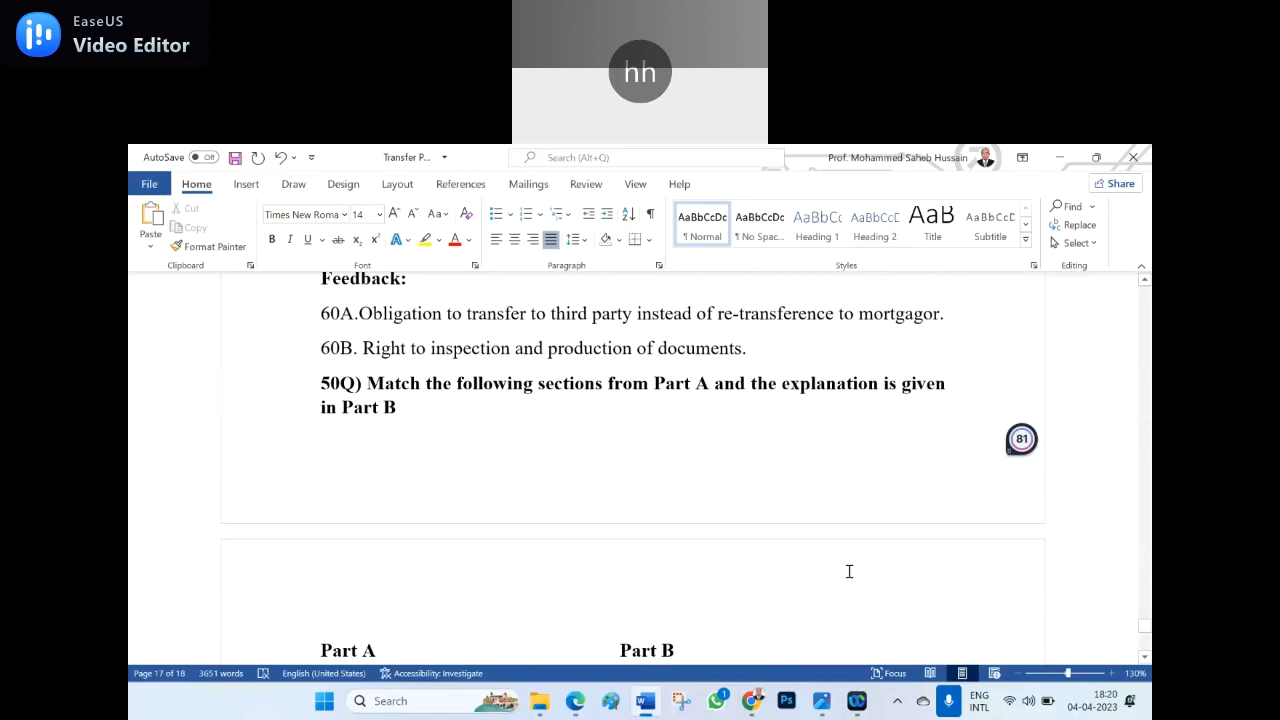 EaseUS
Video Editor
hh
AutoSave Off Transfer P... Search (Alt+Q) Prof. Mohammed Saheb Hussain
File Home Insert Draw Design Layout References Mailings Review View Help Share
Paste Cut Copy Format Painter
Times New Roma 14
AaBbCcDc AaBbCcDc AaBbCc AaBbCcC AaB AaBbCcC
¶ Normal ¶ No Spac... Heading 1 Heading 2 Title Subtitle
Find Replace Select
Clipboard Font Paragraph Styles Editing
Feedback:
60A.Obligation to transfer to third party instead of re-transference to mortgagor.
60B. Right to inspection and production of documents.
50Q) Match the following sections from Part A and the explanation is given
in Part B
81
Part A Part B
Page 17 of 18 3651 words English (United States) Accessibility: Investigate Focus 130%
Search 1 ENG INTL 18:20 04-04-2023